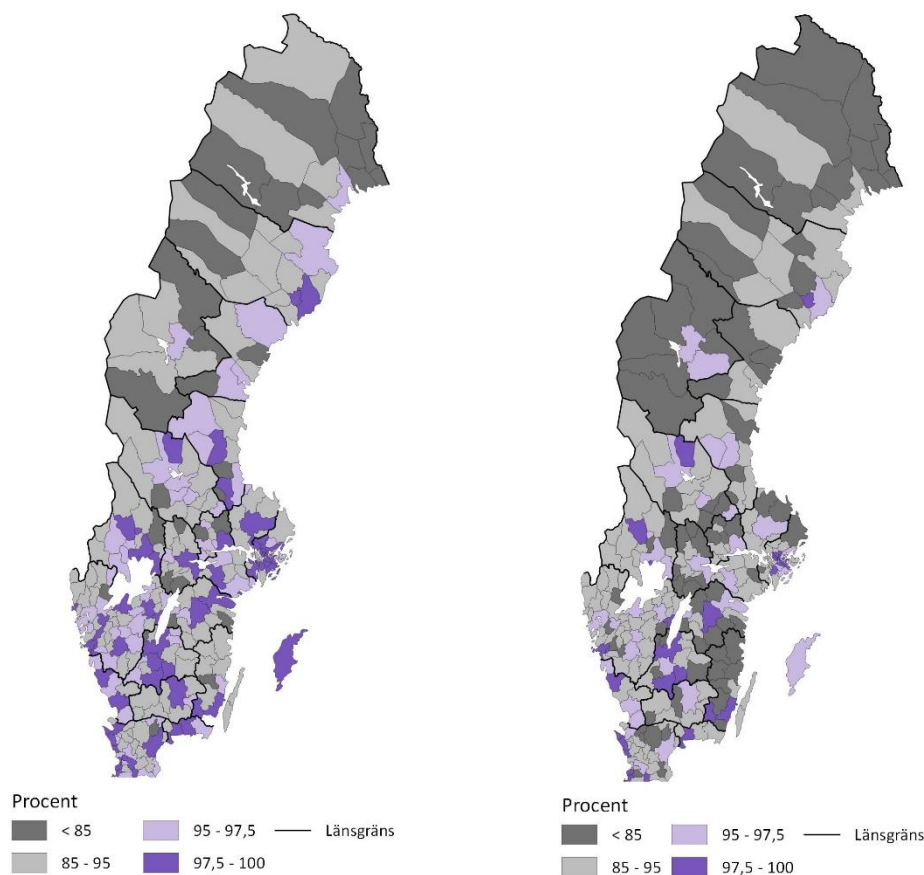 Procent
< 85
95 - 97,5
Länsgräns
85 - 95
97,5 - 100
Procent
< 85
95 - 97,5
Länsgräns
85 - 95
97,5 - 100